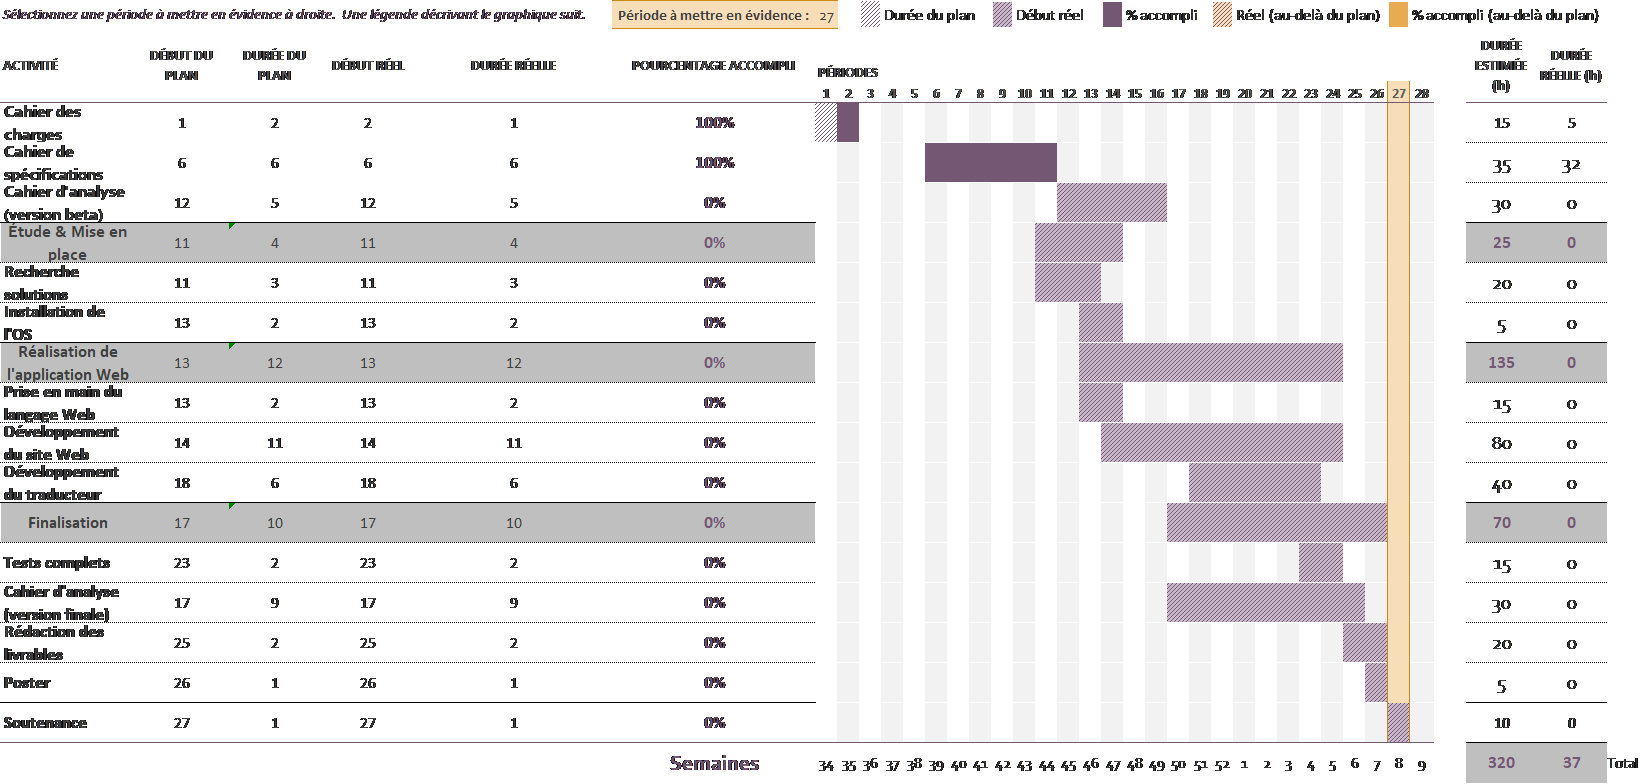 Sélectionnez une période à mettre en évidence à droite. Une légende décrivant le graphique suit. Période à mettre en évidence : 27 Durée du plan Début réel % accompli Réel (au-delà du plan) % accompli (au-delà du plan)
ACTIVITÉ DÉBUT DU PLAN DURÉE DU PLAN DÉBUT RÉEL DURÉE RÉELLE POURCENTAGE ACCOMPLI PÉRIODES DURÉE ESTIMÉE (h) DURÉE RÉELLE (h)
1 2 3 4 5 6 7 8 9 10 11 12 13 14 15 16 17 18 19 20 21 22 23 24 25 26 27 28
Cahier des charges 1 2 2 1 100% 15 5
Cahier de spécifications 6 6 6 6 100% 35 32
Cahier d'analyse (version beta) 12 5 12 5 0% 30 0
Étude & Mise en place 11 4 11 4 0% 25 0
Recherche solutions 11 3 11 3 0% 20 0
Installation de l'OS 13 2 13 2 0% 5 0
Réalisation de l'application Web 13 12 13 12 0% 135 0
Prise en main du langage Web 13 2 13 2 0% 15 0
Développement du site Web 14 11 14 11 0% 80 0
Développement du traducteur 18 6 18 6 0% 40 0
Finalisation 17 10 17 10 0% 70 0
Tests complets 23 2 23 2 0% 15 0
Cahier d'analyse (version finale) 17 9 17 9 0% 30 0
Rédaction des livrables 25 2 25 2 0% 20 0
Poster 26 1 26 1 0% 5 0
Soutenance 27 1 27 1 0% 10 0
Semaines 34 35 36 37 38 39 40 41 42 43 44 45 46 47 48 49 50 51 52 1 2 3 4 5 6 7 8 9 320 37 Total